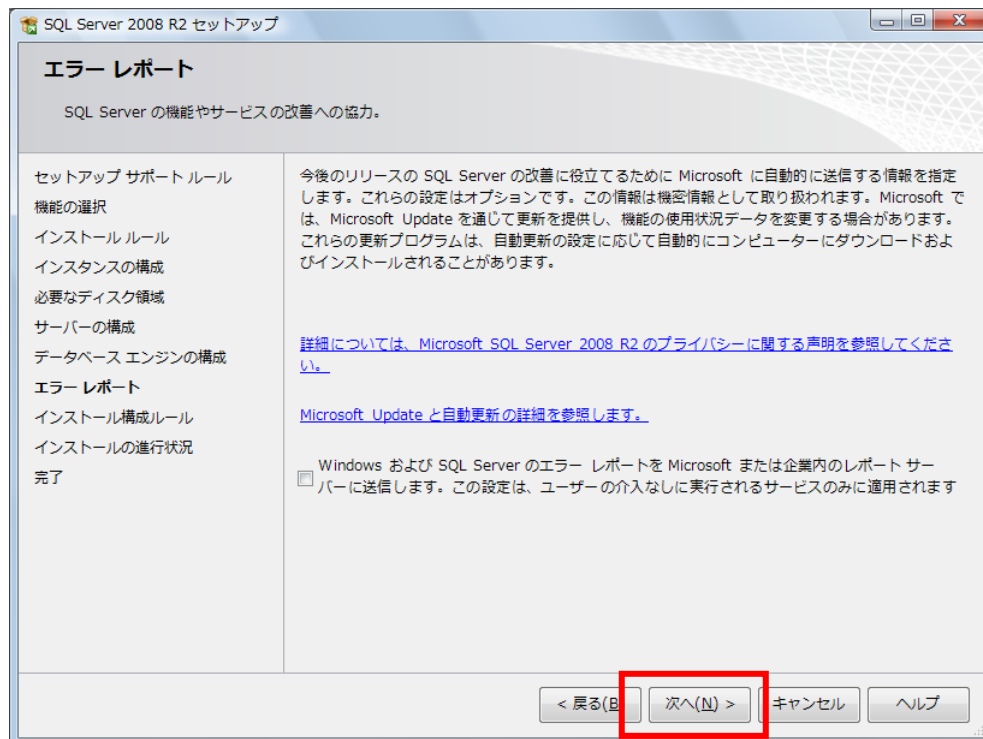 SQL Server 2008 R2 セットアップ
エラー レポート
SQL Server の機能やサービスの改善への協力。
セットアップ サポート ルール
機能の選択
インストール ルール
インスタンスの構成
必要なディスク領域
サーバーの構成
データベース エンジンの構成
エラー レポート
インストール構成ルール
インストールの進行状況
完了
今後のリリースの SQL Server の改善に役立てるために Microsoft に自動的に送信する情報を指定
します。これらの設定はオプションです。この情報は機密情報として取り扱われます。Microsoft で
は、Microsoft Update を通じて更新を提供し、機能の使用状況データを変更する場合があります。
これらの更新プログラムは、自動更新の設定に応じて自動的にコンピューターにダウンロードおよ
びインストールされることがあります。
詳細については、Microsoft SQL Server 2008 R2 のプライバシーに関する声明を参照してくださ
い。
Microsoft Update と自動更新の詳細を参照します。
Windows および SQL Server のエラー レポートを Microsoft または企業内のレポート サー
バーに送信します。この設定は、ユーザーの介入なしに実行されるサービスのみに適用されます
< 戻る(B
次へ(N) >
キャンセル
ヘルプ